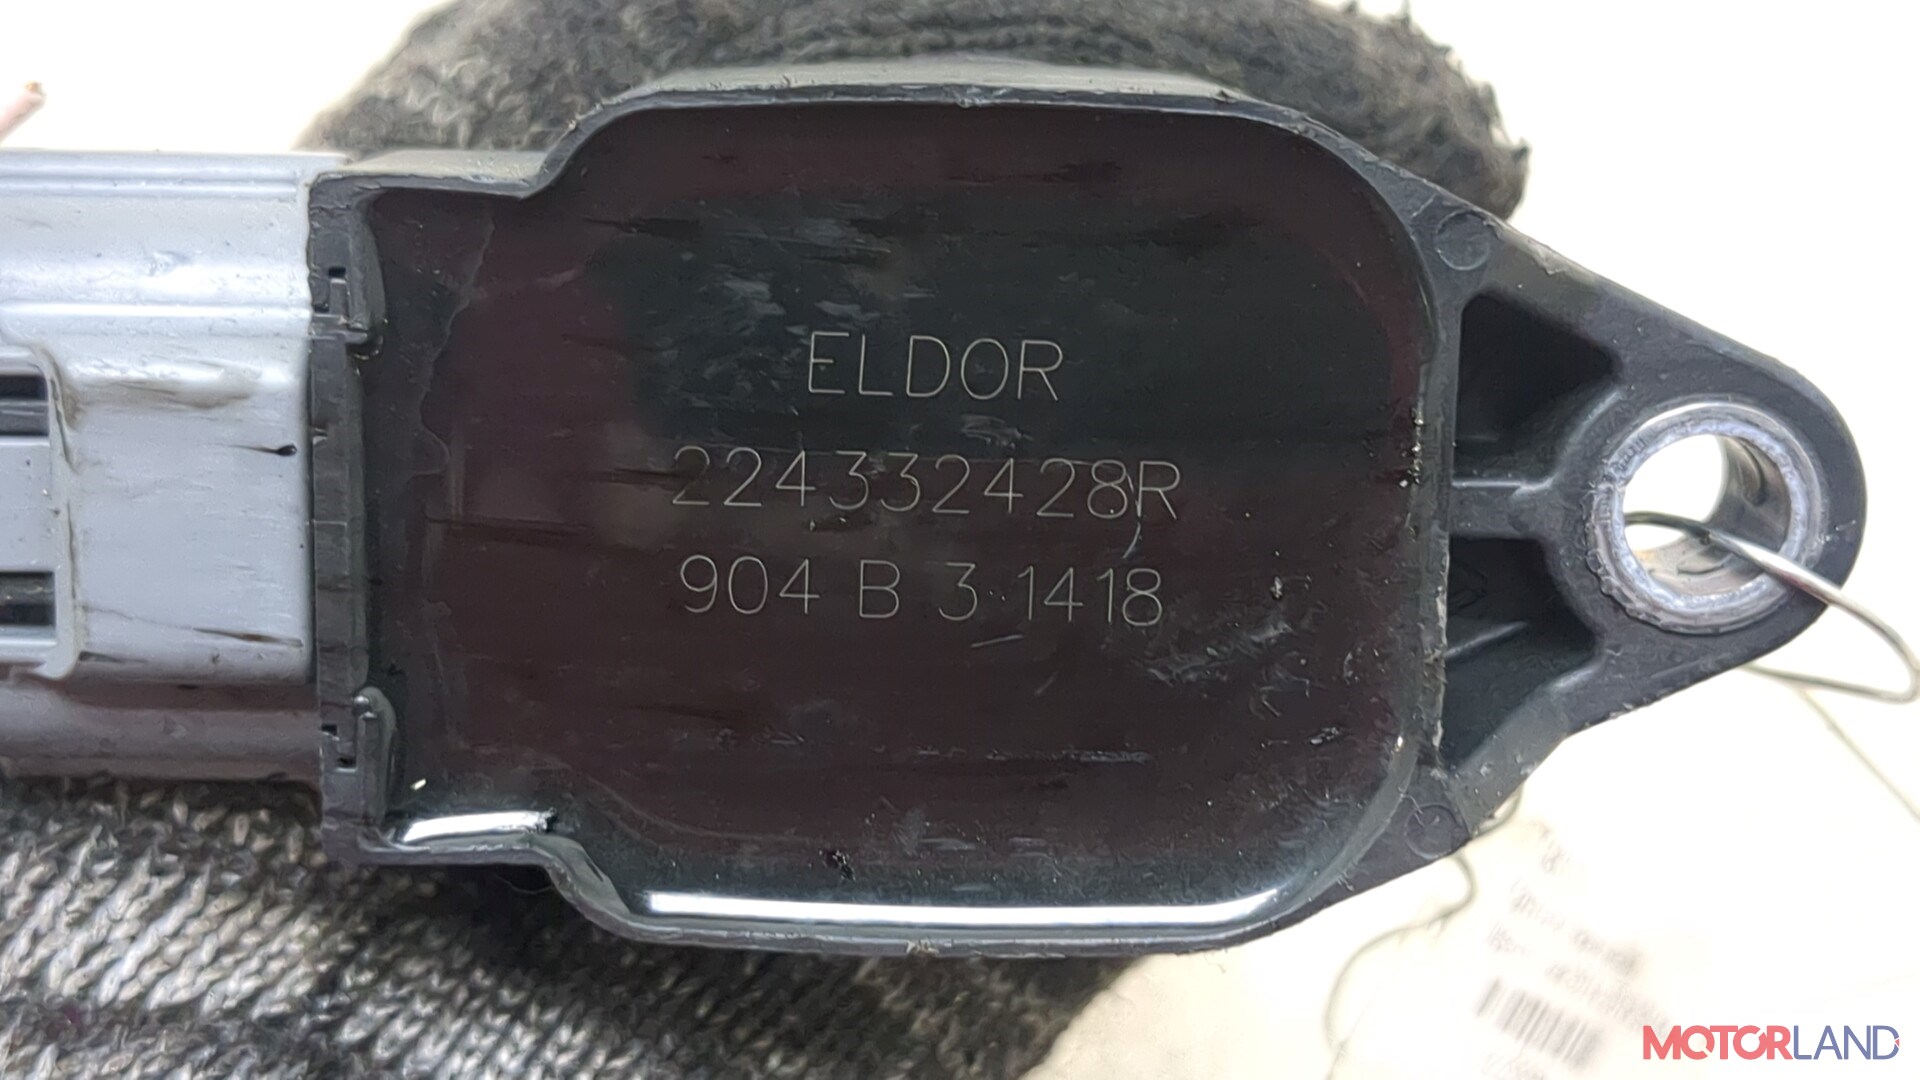 ELDOR
224332428R
904 B 3 1418
MOTORLAND